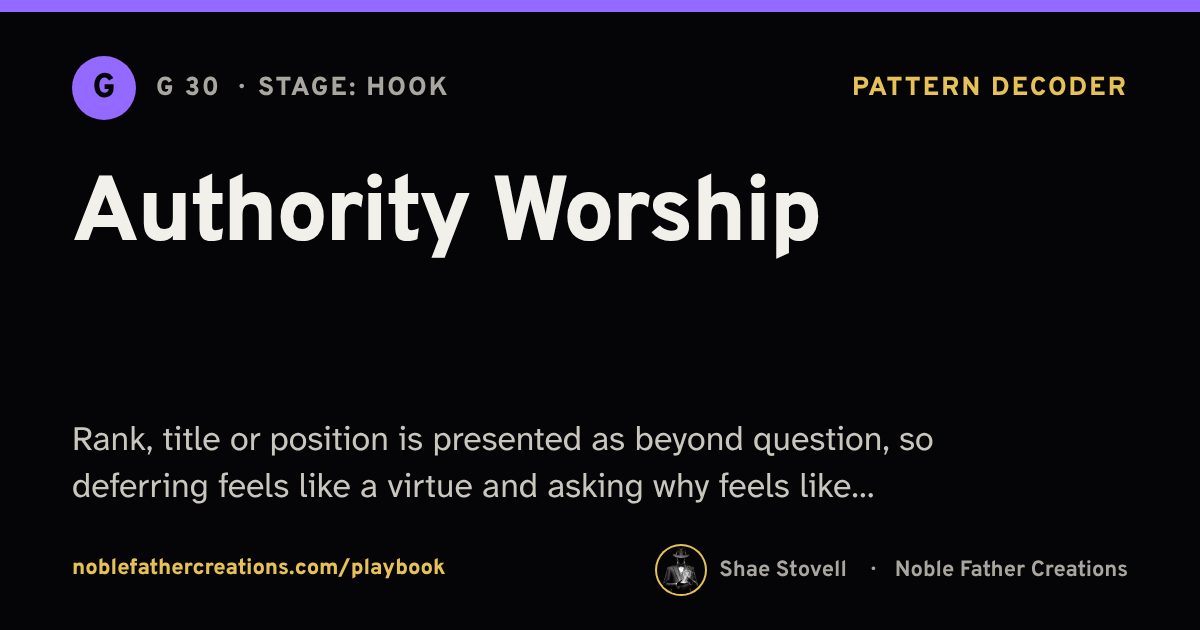 G
G 30 · STAGE: HOOK
PATTERN DECODER
Authority Worship
Rank, title or position is presented as beyond question, so
deferring feels like a virtue and asking why feels like...
noblefathercreations.com/playbook
Shae Stovell · Noble Father Creations